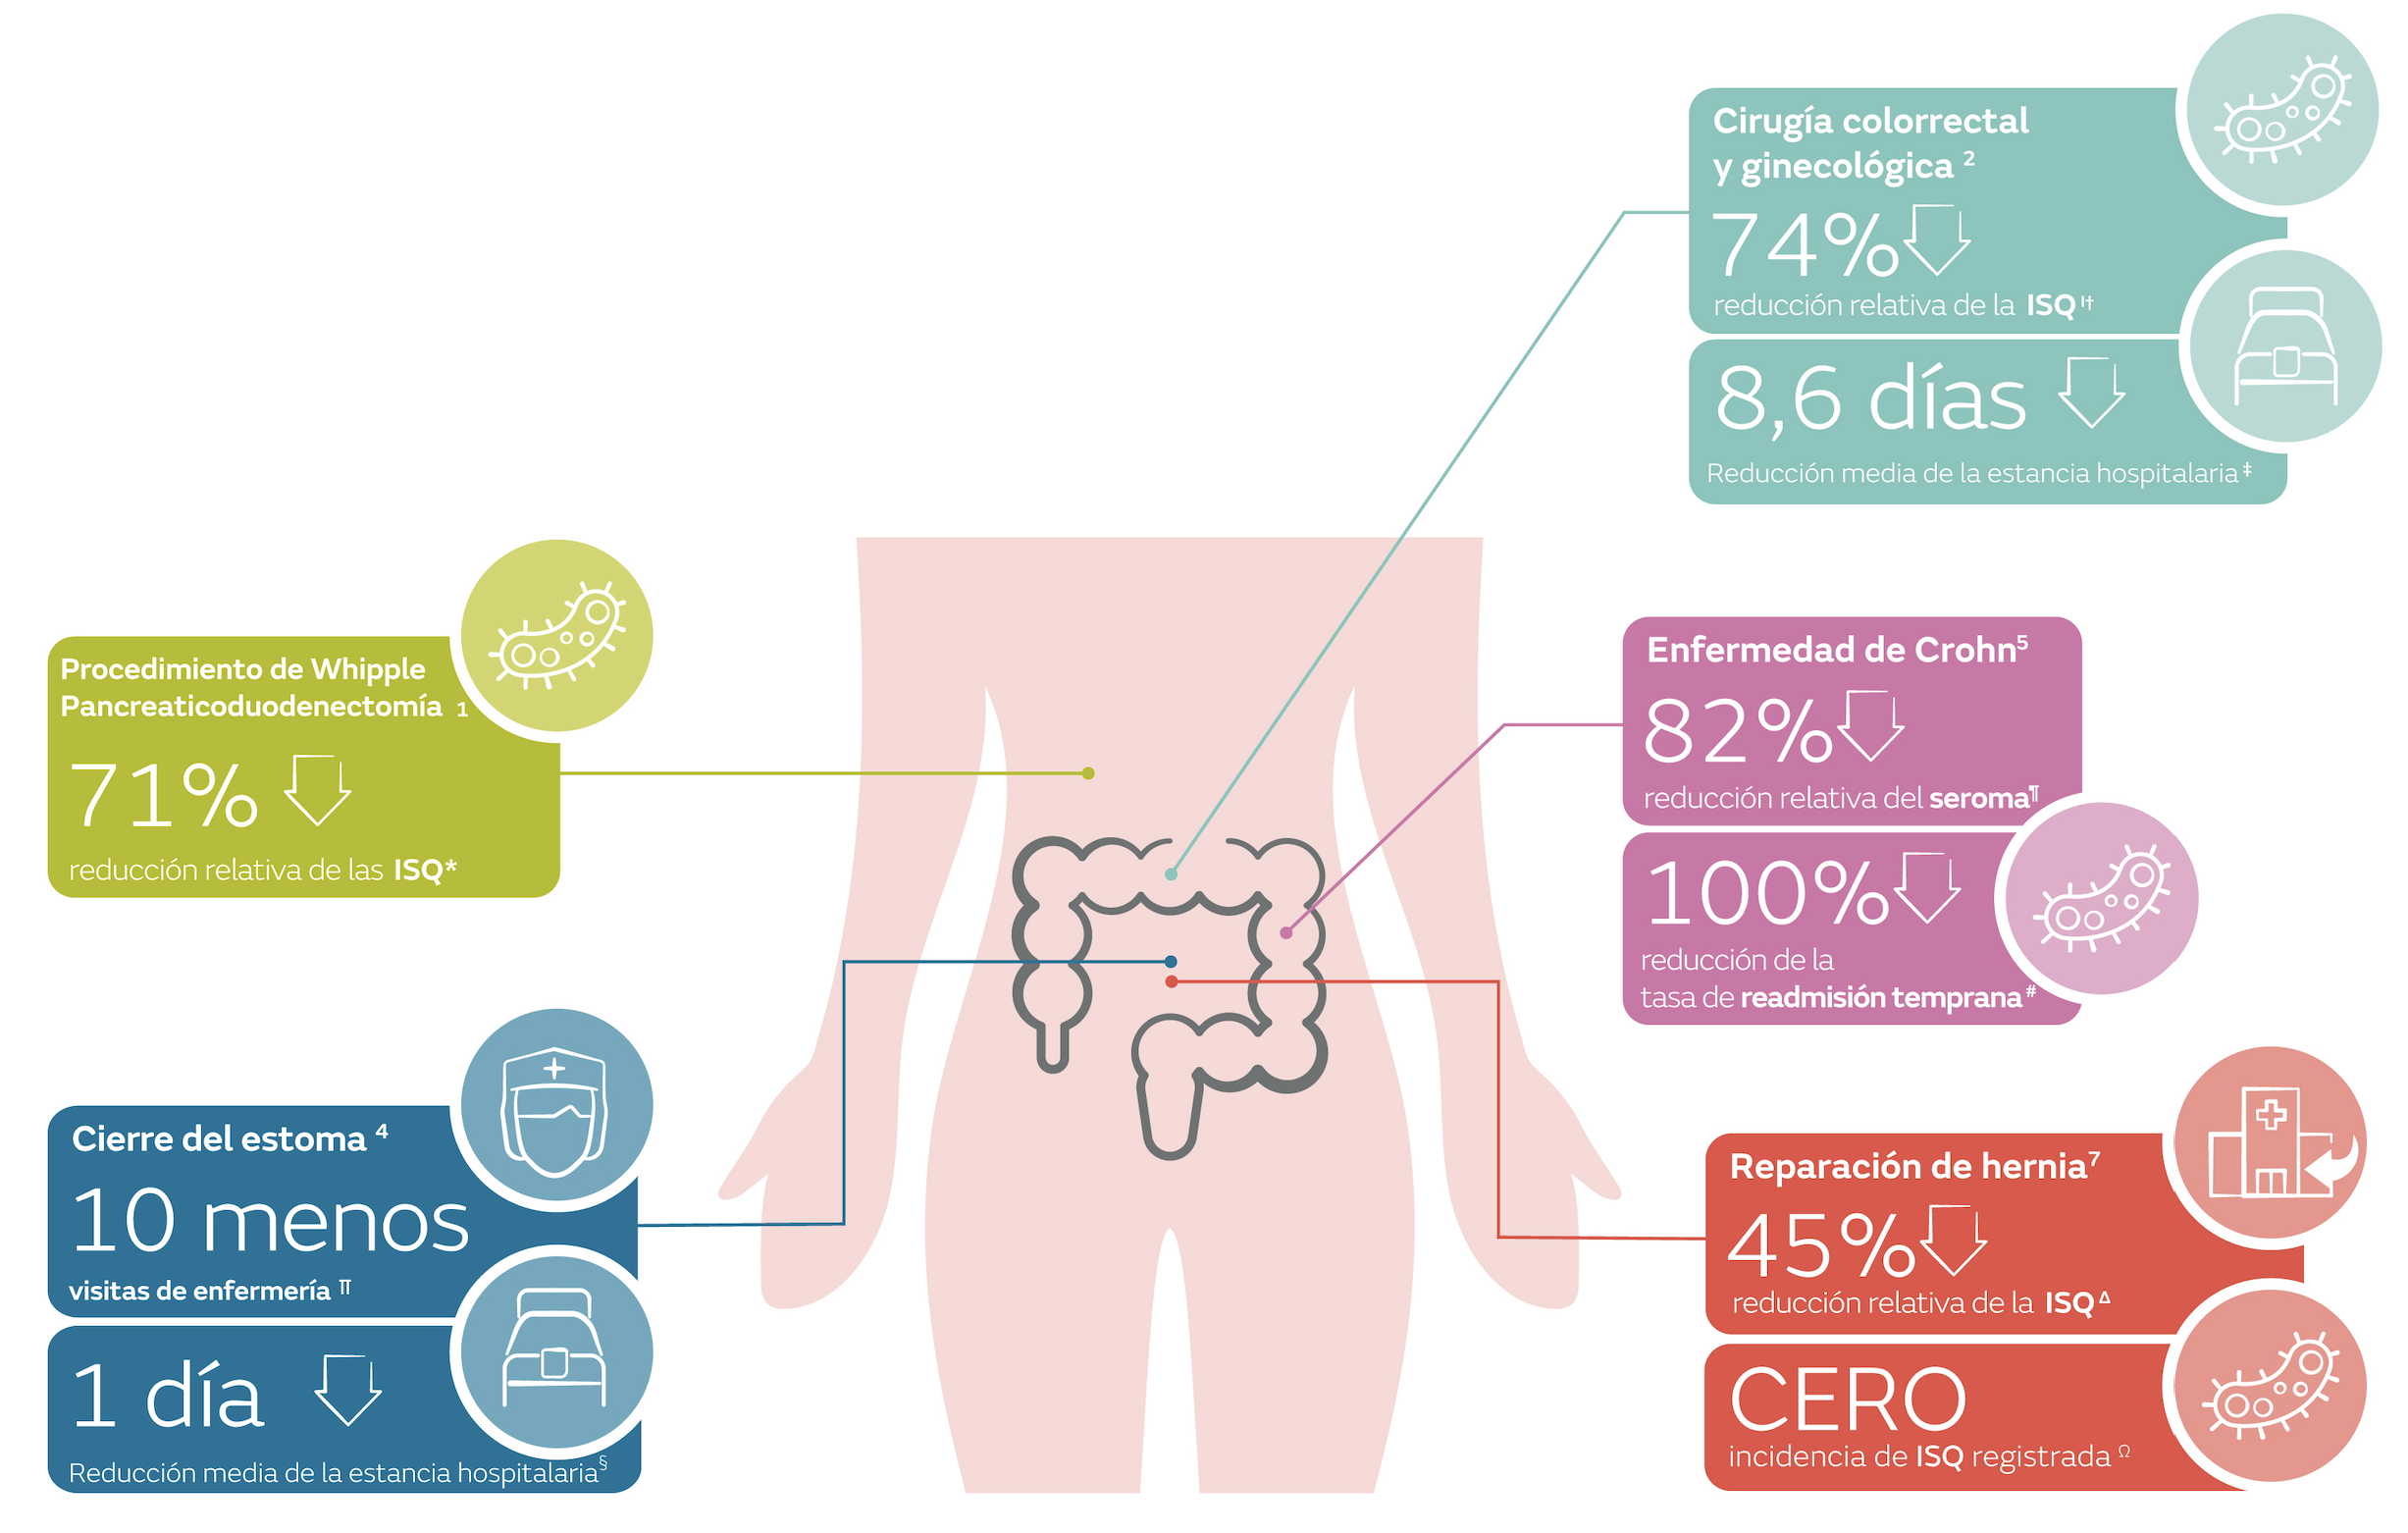 Cirugía colorrectal
y ginecológica 2
74%
reducción relativa de la ISQ I†
8,6 días
Reducción media de la estancia hospitalaria ‡
Procedimiento de Whipple
Pancreaticoduodenectomía 1
71%
reducción relativa de las ISQ*
Enfermedad de Crohn5
82%
reducción relativa del seroma¶
100%
reducción de la
tasa de readmisión temprana#
Cierre del estoma 4
10 menos
visitas de enfermería ¶¶
1 día
Reducción media de la estancia hospitalaria§
Reparación de hernia7
45%
reducción relativa de la ISQ Δ
CERO
incidencia de ISQ registrada Ω